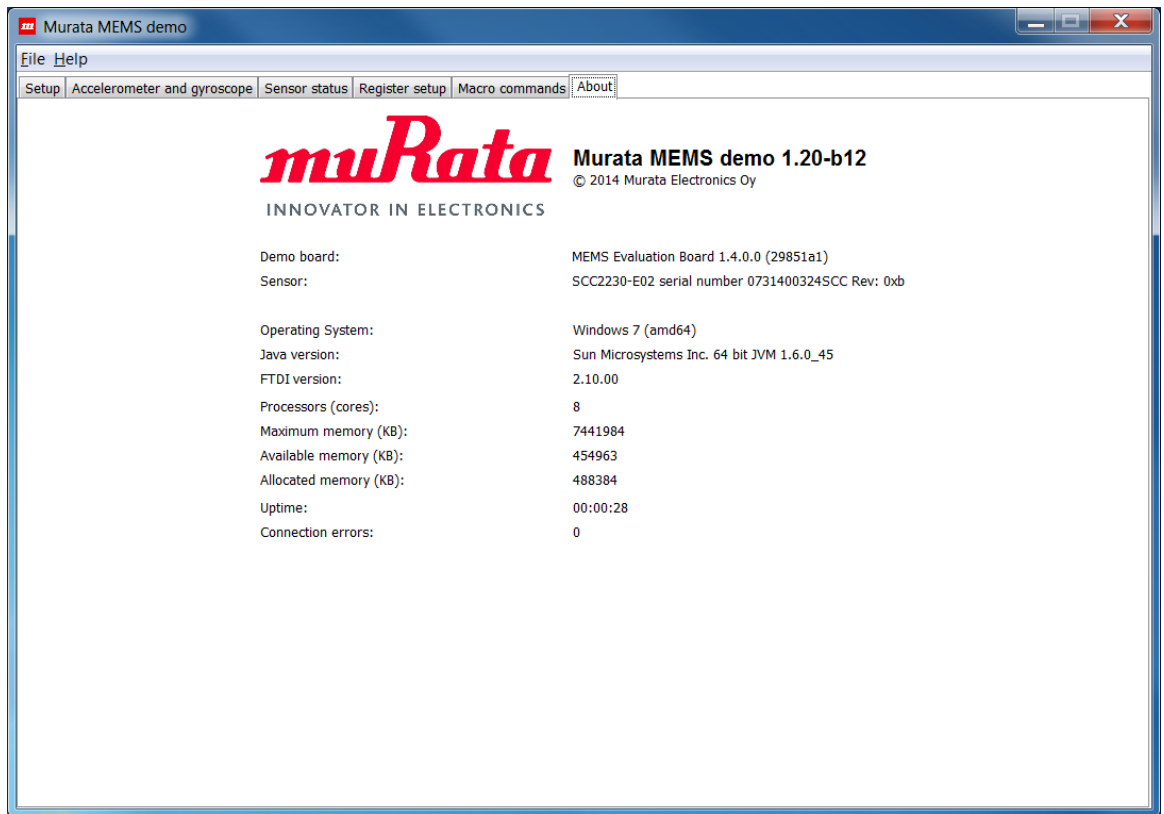 Murata MEMS demo
File Help
Setup Accelerometer and gyroscope Sensor status Register setup Macro commands About
muRata
INNOVATOR IN ELECTRONICS
Murata MEMS demo 1.20-b12
© 2014 Murata Electronics Oy
Demo board: MEMS Evaluation Board 1.4.0.0 (29851a1)
Sensor: SCC2230-E02 serial number 0731400324SCC Rev: 0xb
Operating System: Windows 7 (amd64)
Java version: Sun Microsystems Inc. 64 bit JVM 1.6.0_45
FTDI version: 2.10.00
Processors (cores): 8
Maximum memory (KB): 7441984
Available memory (KB): 454963
Allocated memory (KB): 488384
Uptime: 00:00:28
Connection errors: 0